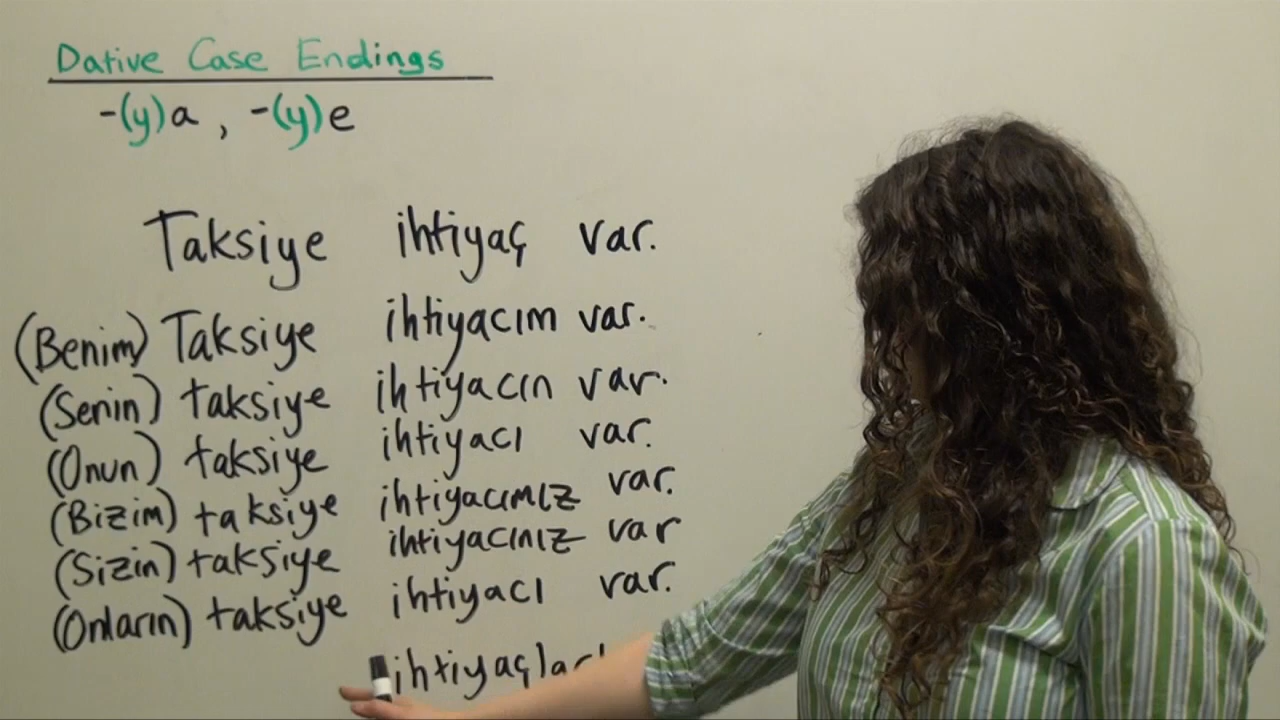 Dative Case Endings
-(y)a, -(y)e
Taksiye ihtiyaç var.
(Benim) Taksiye ihtiyacım var.
(Senin) taksiye ihtiyacın var.
(Onun) taksiye ihtiyacı var.
(Bizim) taksiye ihtiyacımız var.
(Sizin) taksiye ihtiyacınız var
(Onların) taksiye ihtiyacı var.